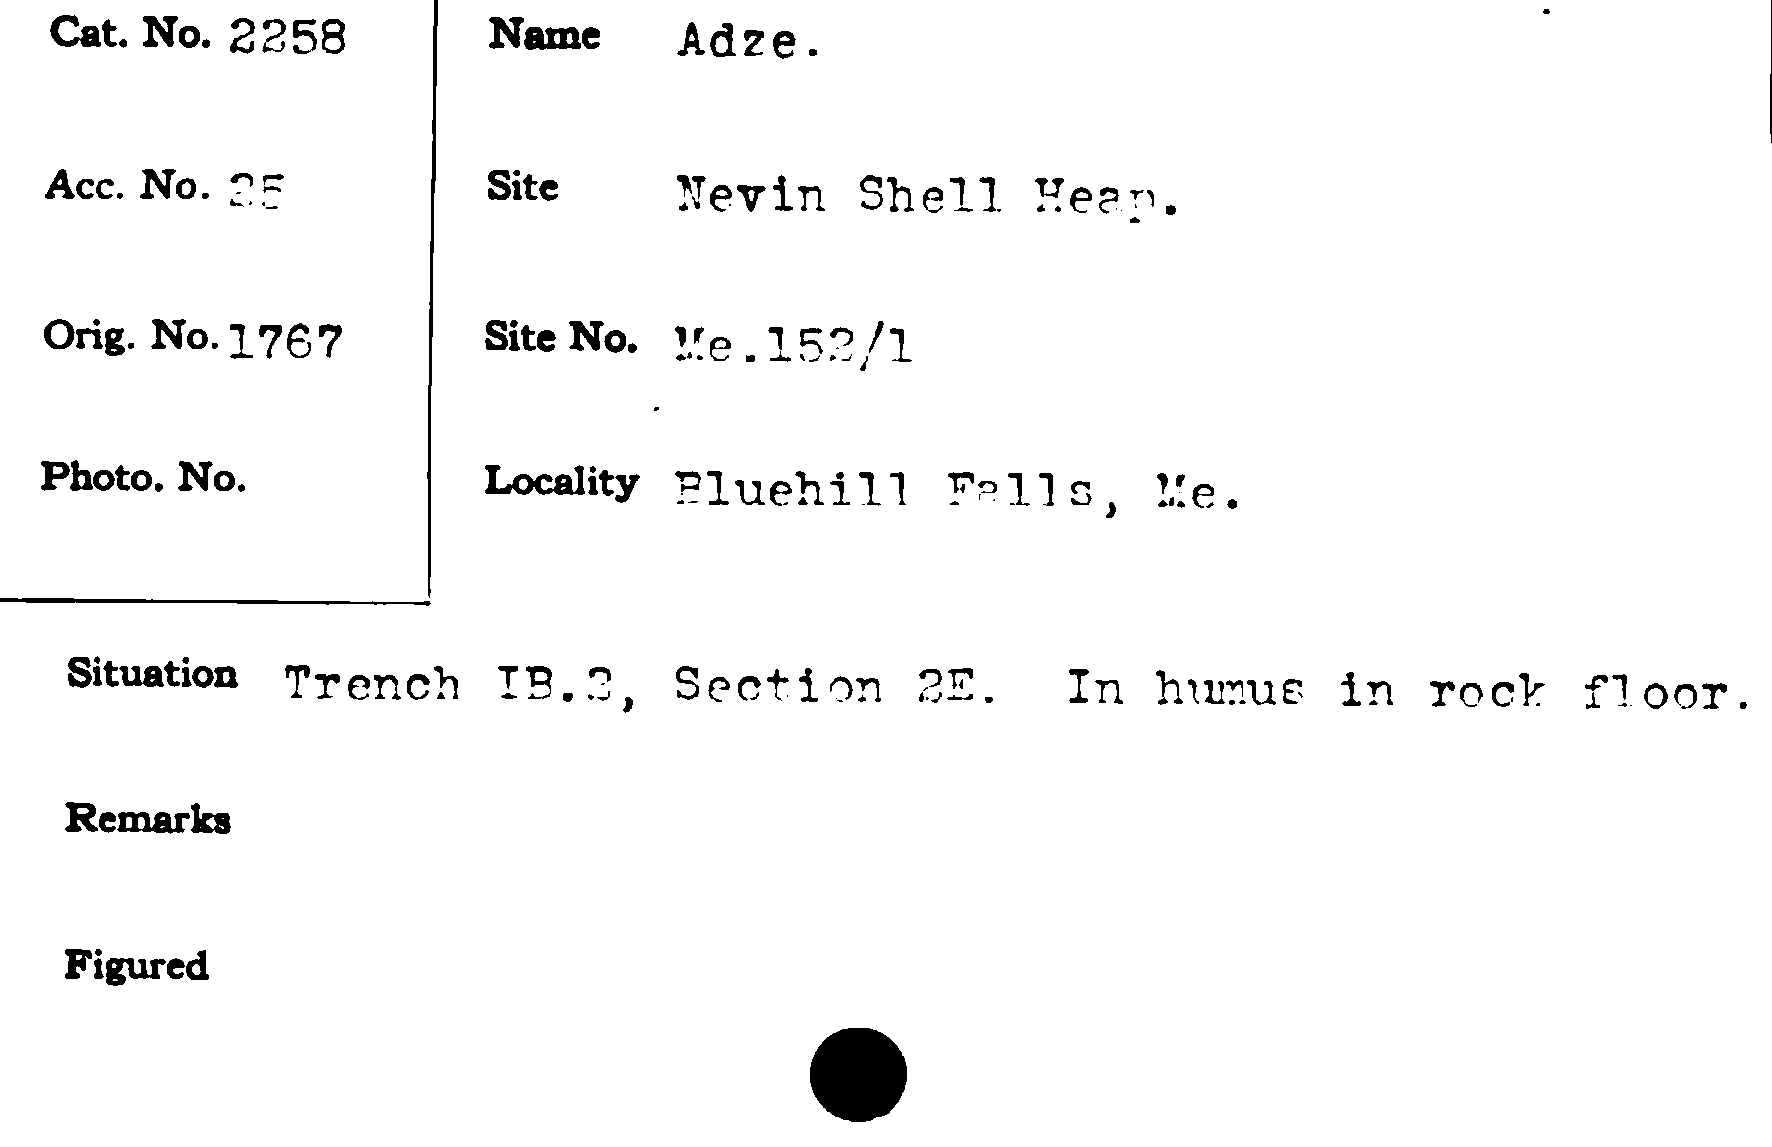 Cat. No. 2258
Name Adze.
Acc. No. 25
Site Nevin Shell Heap.
Orig. No. 1767
Site No. Me.152/1
Photo. No.
Locality Bluehill Falls, Me.
Situation Trench IB.2, Section 2E. In humus in rock floor.
Remarks
Figured